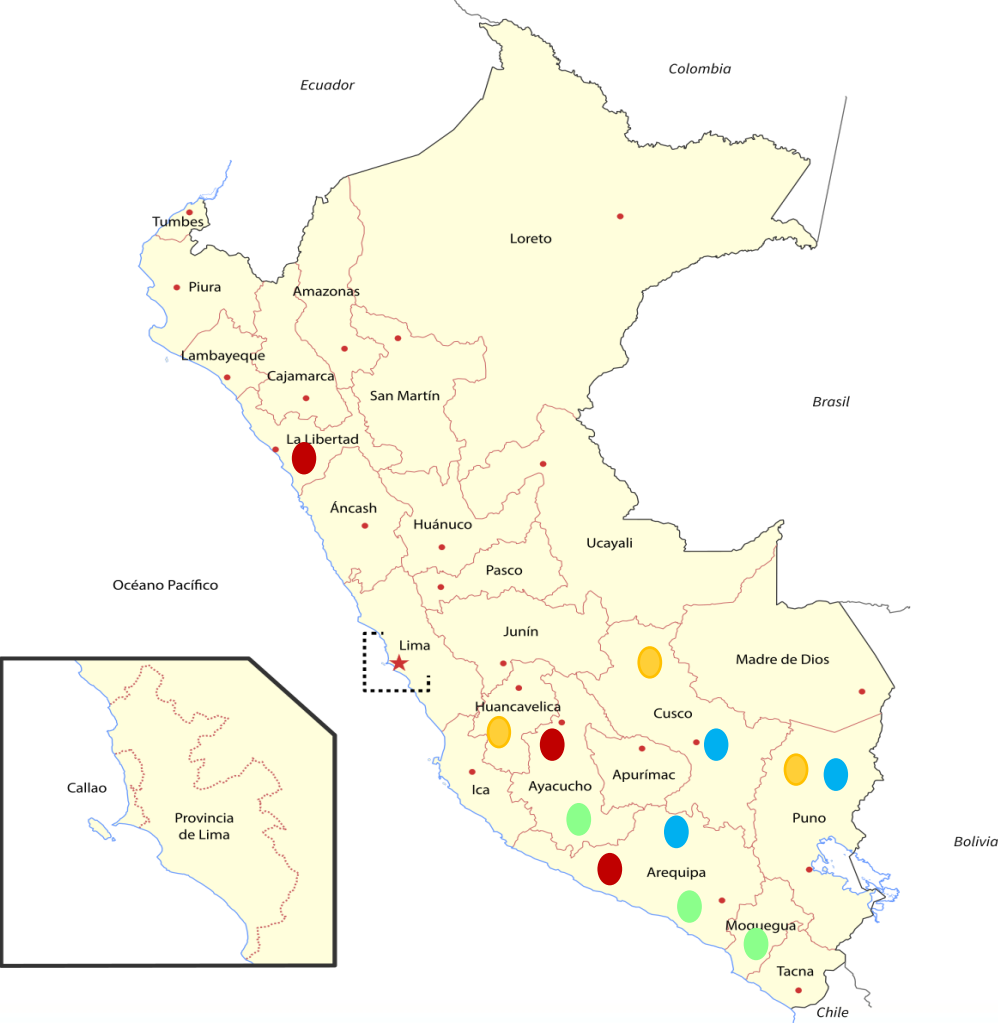 Colombia
Ecuador
Tumbes
Loreto
Piura
Amazonas
Lambayeque
Cajamarca
San Martín
Brasil
La Libertad
Áncash
Huánuco
Ucayali
Pasco
Océano Pacífico
Junín
Lima
Madre de Dios
Huancavelica
Cusco
Apurímac
Ayacucho
Ica
Callao
Provincia
de Lima
Puno
Bolivia
Arequipa
Moquegua
Tacna
Chile